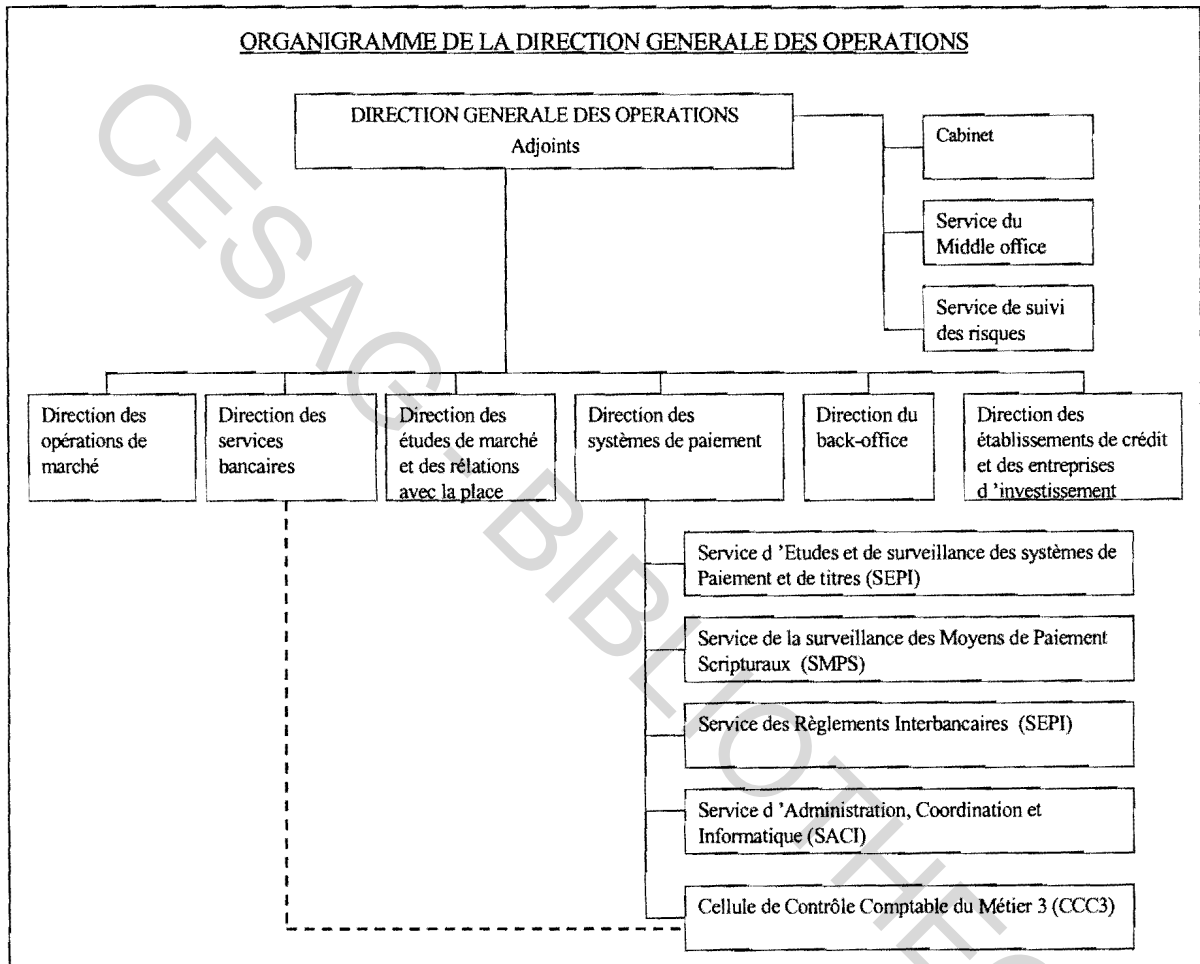 ORGANIGRAMME DE LA DIRECTION GENERALE DES OPERATIONS
DIRECTION GENERALE DES OPERATIONS
Adjoints
Cabinet
Service du
Middle office
Service de suivi
des risques
Direction des
opérations de
marché
Direction des
services
bancaires
Direction des
études de marché
et des rélations
avec la place
Direction des
systèmes de paiement
Direction du
back-office
Direction des
établissements de crédit
et des entreprises
d 'investissement
Service d 'Etudes et de surveillance des systèmes de
Paiement et de titres (SEPI)
Service de la surveillance des Moyens de Paiement
Scripturaux (SMPS)
Service des Règlements Interbancaires (SEPI)
Service d 'Administration, Coordination et
Informatique (SACI)
Cellule de Contrôle Comptable du Métier 3 (CCC3)
CESAG - BIBLIOTHE